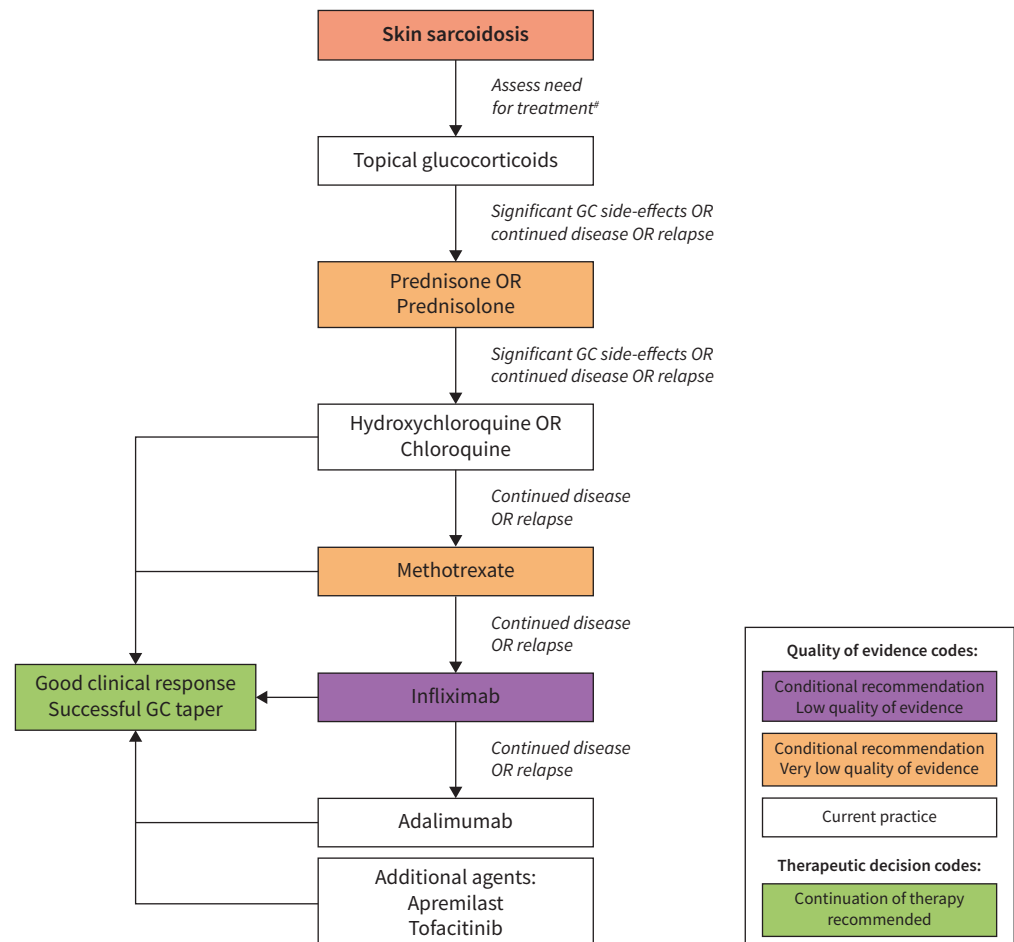 Skin sarcoidosis
Assess need
for treatment#
Topical glucocorticoids
Significant GC side-effects OR
continued disease OR relapse
Prednisone OR
Prednisolone
Significant GC side-effects OR
continued disease OR relapse
Hydroxychloroquine OR
Chloroquine
Continued disease
OR relapse
Methotrexate
Continued disease
OR relapse
Good clinical response
Successful GC taper
Infliximab
Continued disease
OR relapse
Adalimumab
Additional agents:
Apremilast
Tofacitinib
Quality of evidence codes:
Conditional recommendation
Low quality of evidence
Conditional recommendation
Very low quality of evidence
Current practice
Therapeutic decision codes:
Continuation of therapy
recommended